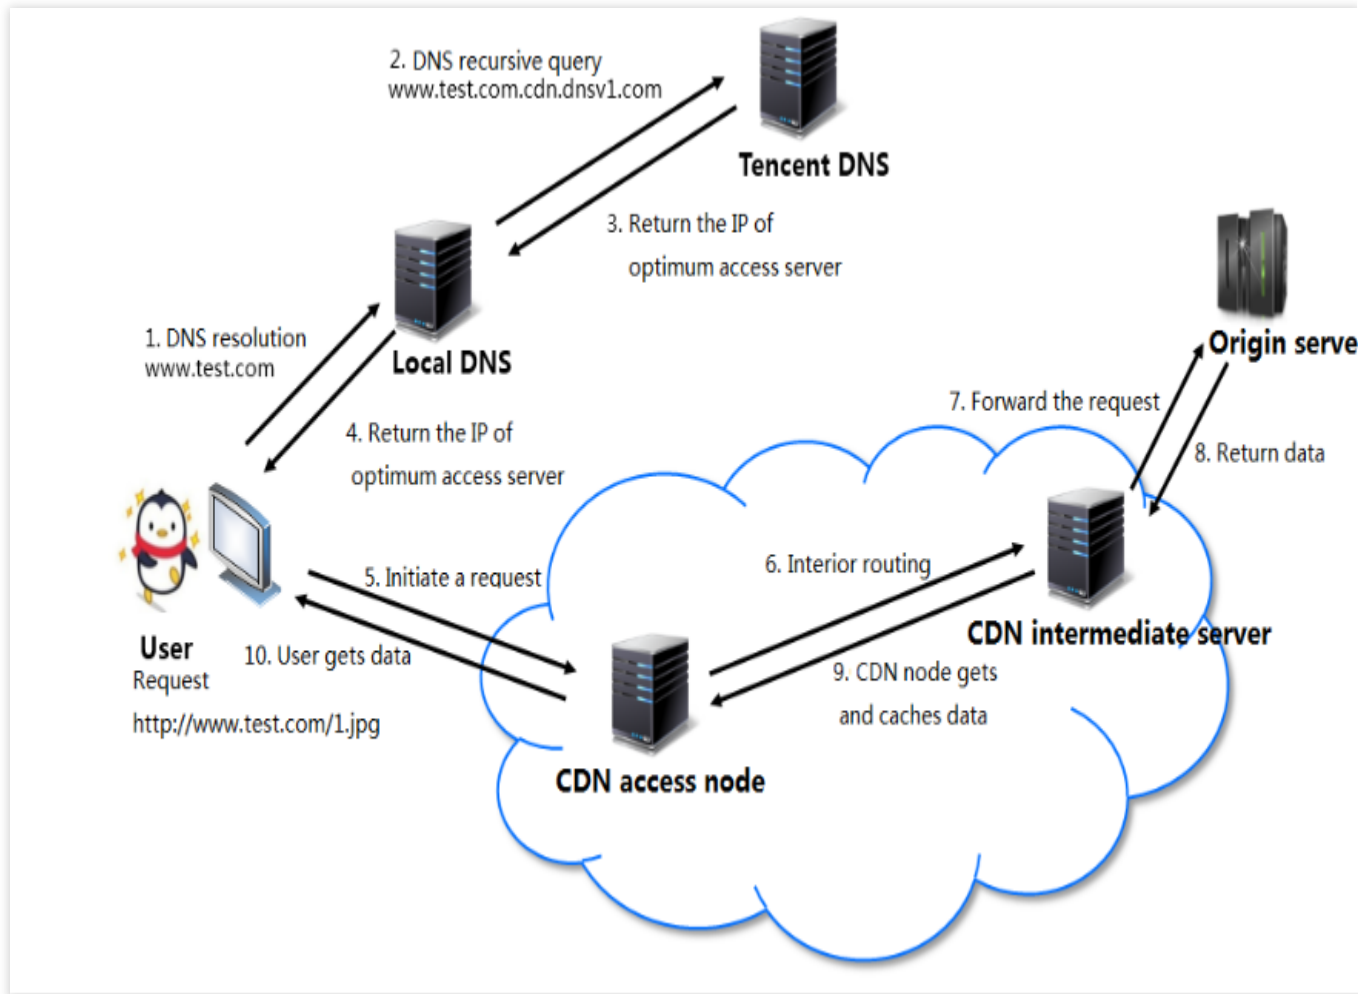 2. DNS recursive query
www.test.com.cdn.dnsv1.com
Tencent DNS
3. Return the IP of
optimum access server
1. DNS resolution
www.test.com
Local DNS
Origin serve
4. Return the IP of
optimum access server
7. Forward the request
8. Return data
5. Initiate a request
6. Interior routing
CDN intermediate server
User
Request
http://www.test.com/1.jpg
10. User gets data
9. CDN node gets
and caches data
CDN access node